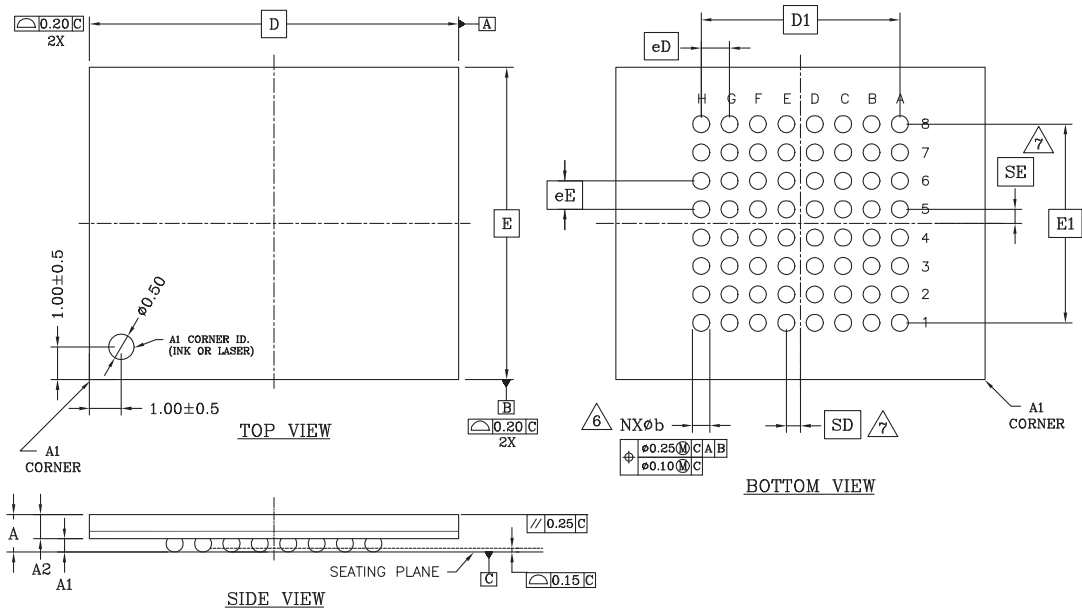 ⌓ 0.20 C
2X
D
A
E
1.00±0.5
ø0.50
A1 CORNER ID.
(INK OR LASER)
1.00±0.5
B
⌓ 0.20 C
2X
TOP VIEW
A1
CORNER
D1
eD
H G F E D C B A
8
7
6
5
4
3
2
1
7
SE
eE
E1
6 NXøb
⌖ ø0.25Ⓜ C A B
ø0.10Ⓜ C
SD 7
A1
CORNER
BOTTOM VIEW
A
A2
A1
// 0.25 C
SEATING PLANE
C
⌓ 0.15 C
SIDE VIEW